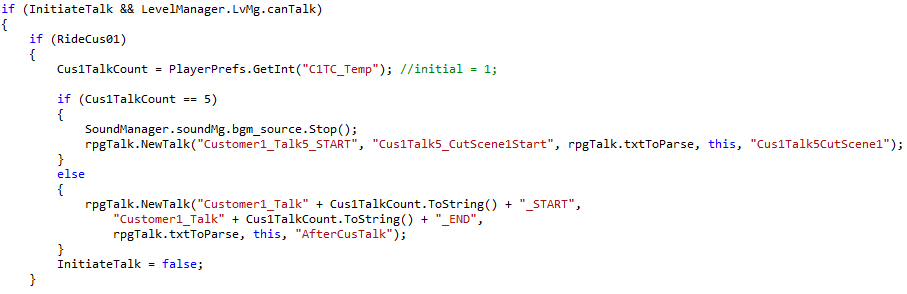 if (InitiateTalk && LevelManager.LvMg.canTalk)
{
    if (RideCus01)
    {
        Cus1TalkCount = PlayerPrefs.GetInt("C1TC_Temp"); //initial = 1;

        if (Cus1TalkCount == 5)
        {
            SoundManager.soundMg.bgm_source.Stop();
            rpgTalk.NewTalk("Customer1_Talk5_START", "Cus1Talk5_CutScene1Start", rpgTalk.txtToParse, this, "Cus1Talk5CutScene1");
        }
        else
        {
            rpgTalk.NewTalk("Customer1_Talk" + Cus1TalkCount.ToString() + "_START",
                "Customer1_Talk" + Cus1TalkCount.ToString() + "_END",
                rpgTalk.txtToParse, this, "AfterCusTalk");
        }
        InitiateTalk = false;
    }